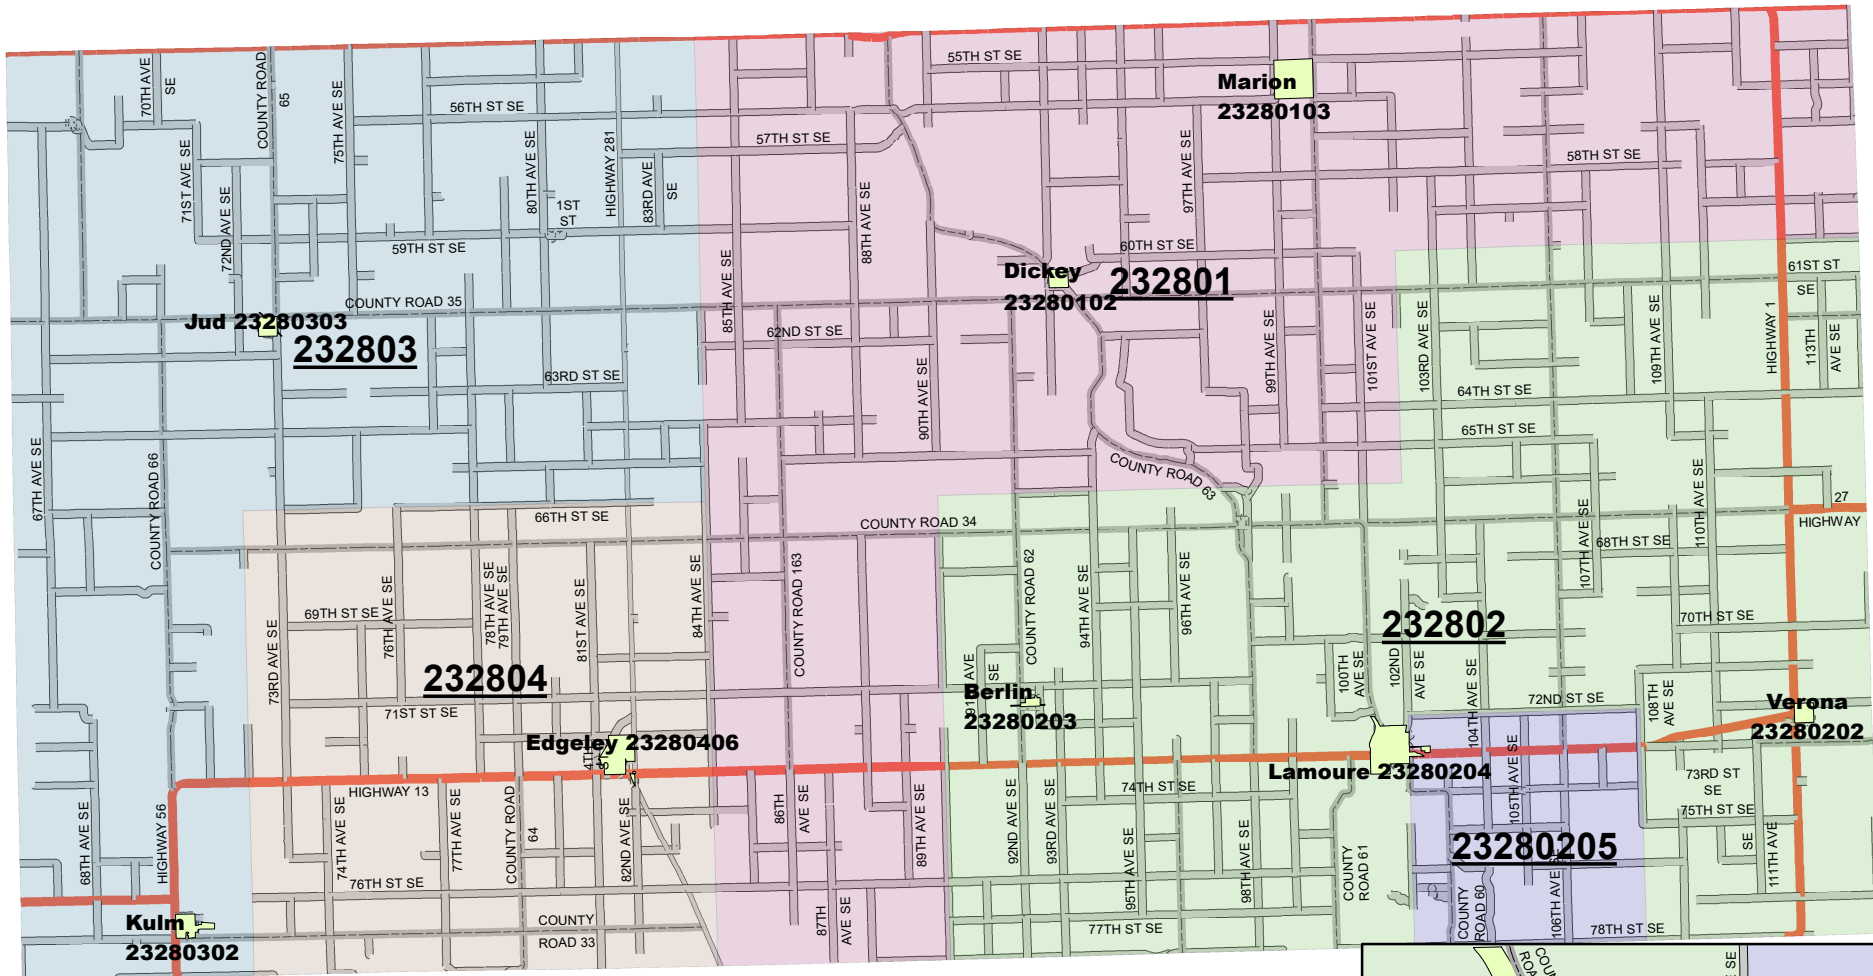 55TH ST SE
Marion
23280103
70TH AVE
SE
COUNTY ROAD
65
75TH AVE SE
56TH ST SE
80TH AVE SE
HIGHWAY 281
57TH ST SE
58TH ST SE
97TH AVE SE
71ST AVE SE
72ND AVE SE
83RD AVE
SE
1ST
ST
88TH AVE SE
59TH ST SE
60TH ST SE
Dickey
23280102
232801
61ST ST
SE
85TH AVE SE
COUNTY ROAD 35
Jud 23280303
232803
62ND ST SE
99TH AVE SE
101ST AVE SE
103RD AVE SE
109TH AVE SE
HIGHWAY 1
113TH
AVE SE
63RD ST SE
90TH AVE SE
64TH ST SE
65TH ST SE
67TH AVE SE
COUNTY ROAD 66
COUNTY ROAD 63
110TH AVE SE
107TH AVE SE
27
HIGHWAY
66TH ST SE
COUNTY ROAD 34
68TH ST SE
COUNTY ROAD 163
COUNTY ROAD 62
94TH AVE SE
96TH AVE SE
69TH ST SE
73RD AVE SE
76TH AVE SE
78TH AVE SE
79TH AVE SE
81ST AVE SE
84TH AVE SE
232802
70TH ST SE
232804
100TH
AVE SE
102ND
AVE SE
104TH AVE SE
91ST AVE
SE
Berlin
23280203
72ND ST SE
108TH
AVE SE
Verona
23280202
71ST ST SE
Edgeley 23280406
4TH
Lamoure 23280204
105TH AVE SE
73RD ST
SE
HIGHWAY 13
74TH ST SE
75TH ST SE
68TH AVE SE
HIGHWAY 56
74TH AVE SE
77TH AVE SE
COUNTY ROAD
64
82ND AVE SE
86TH
AVE SE
89TH AVE SE
92ND AVE SE
93RD AVE SE
95TH AVE SE
98TH AVE SE
COUNTY
ROAD 61
23280205
SE
111TH AVE
76TH ST SE
COUNTY
ROAD 60
106TH AVE SE
Kulm
23280302
COUNTY
ROAD 33
87TH
AVE SE
77TH ST SE
78TH ST SE
SE